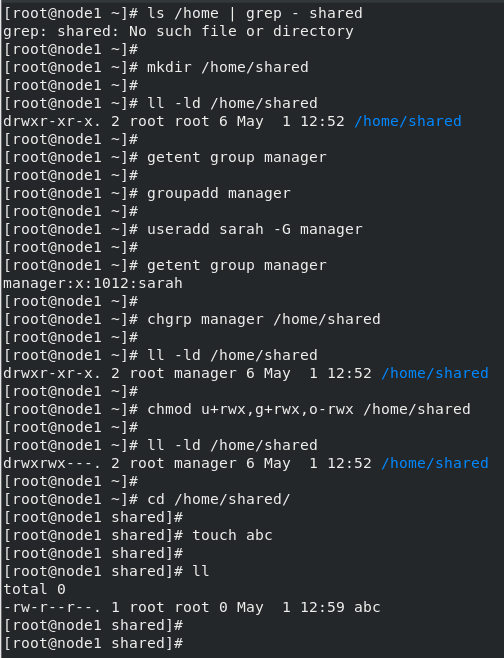 [root@node1 ~]# ls /home | grep - shared
grep: shared: No such file or directory
[root@node1 ~]#
[root@node1 ~]# mkdir /home/shared
[root@node1 ~]#
[root@node1 ~]# ll -ld /home/shared
drwxr-xr-x. 2 root root 6 May  1 12:52 /home/shared
[root@node1 ~]#
[root@node1 ~]# getent group manager
[root@node1 ~]#
[root@node1 ~]# groupadd manager
[root@node1 ~]#
[root@node1 ~]# useradd sarah -G manager
[root@node1 ~]#
[root@node1 ~]# getent group manager
manager:x:1012:sarah
[root@node1 ~]#
[root@node1 ~]# chgrp manager /home/shared
[root@node1 ~]#
[root@node1 ~]# ll -ld /home/shared
drwxr-xr-x. 2 root manager 6 May  1 12:52 /home/shared
[root@node1 ~]#
[root@node1 ~]# chmod u+rwx,g+rwx,o-rwx /home/shared
[root@node1 ~]#
[root@node1 ~]# ll -ld /home/shared
drwxrwx---. 2 root manager 6 May  1 12:52 /home/shared
[root@node1 ~]#
[root@node1 ~]# cd /home/shared/
[root@node1 shared]#
[root@node1 shared]# touch abc
[root@node1 shared]#
[root@node1 shared]# ll
total 0
-rw-r--r--. 1 root root 0 May  1 12:59 abc
[root@node1 shared]#
[root@node1 shared]#